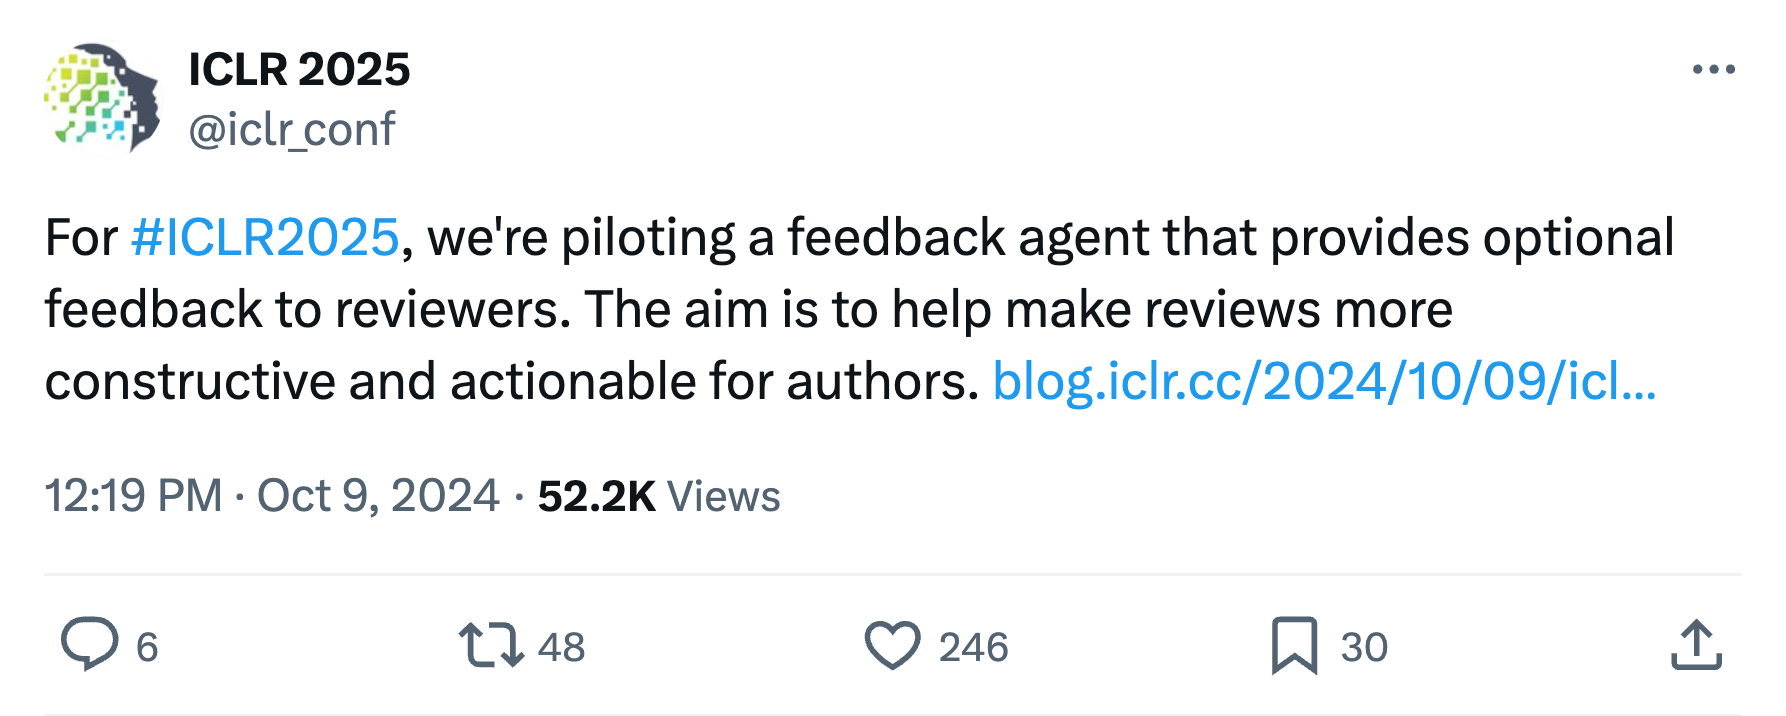 ICLR 2025
@iclr_conf
For #ICLR2025, we're piloting a feedback agent that provides optional
feedback to reviewers. The aim is to help make reviews more
constructive and actionable for authors. blog.iclr.cc/2024/10/09/icl...
12:19 PM · Oct 9, 2024 · 52.2K Views
6 48 246 30